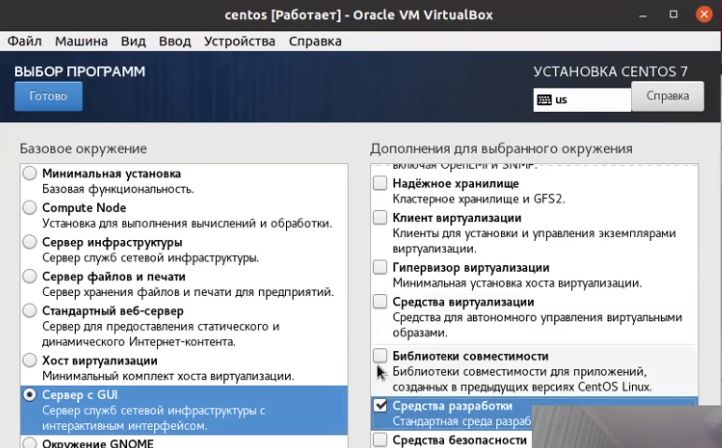 centos [Работает] - Oracle VM VirtualBox
Файл Машина Вид Ввод Устройства Справка
ВЫБОР ПРОГРАММ
УСТАНОВКА CENTOS 7
Готово
us
Справка
Базовое окружение
Минимальная установка
Базовая функциональность.
Compute Node
Установка для выполнения вычислений и обработки.
Сервер инфраструктуры
Сервер служб сетевой инфраструктуры.
Сервер файлов и печати
Сервер хранения файлов и печати для предприятий.
Стандартный веб-сервер
Сервер для предоставления статического и
динамического Интернет-контента.
Хост виртуализации
Минимальный комплект хоста виртуализации.
Сервер с GUI
Сервер служб сетевой инфраструктуры с
интерактивным интерфейсом.
Окружение GNOME
Дополнения для выбранного окружения
включая OpenLMI и SNMP.
Надёжное хранилище
Кластерное хранилище и GFS2.
Клиент виртуализации
Клиенты для установки и управления экземплярами
виртуализации.
Гипервизор виртуализации
Минимальная установка хоста виртуализации.
Средства виртуализации
Средства для автономного управления виртуальными
образами.
Библиотеки совместимости
Библиотеки совместимости для приложений,
созданных в предыдущих версиях CentOS Linux.
Средства разработки
Стандартная среда разраб
Средства безопасности